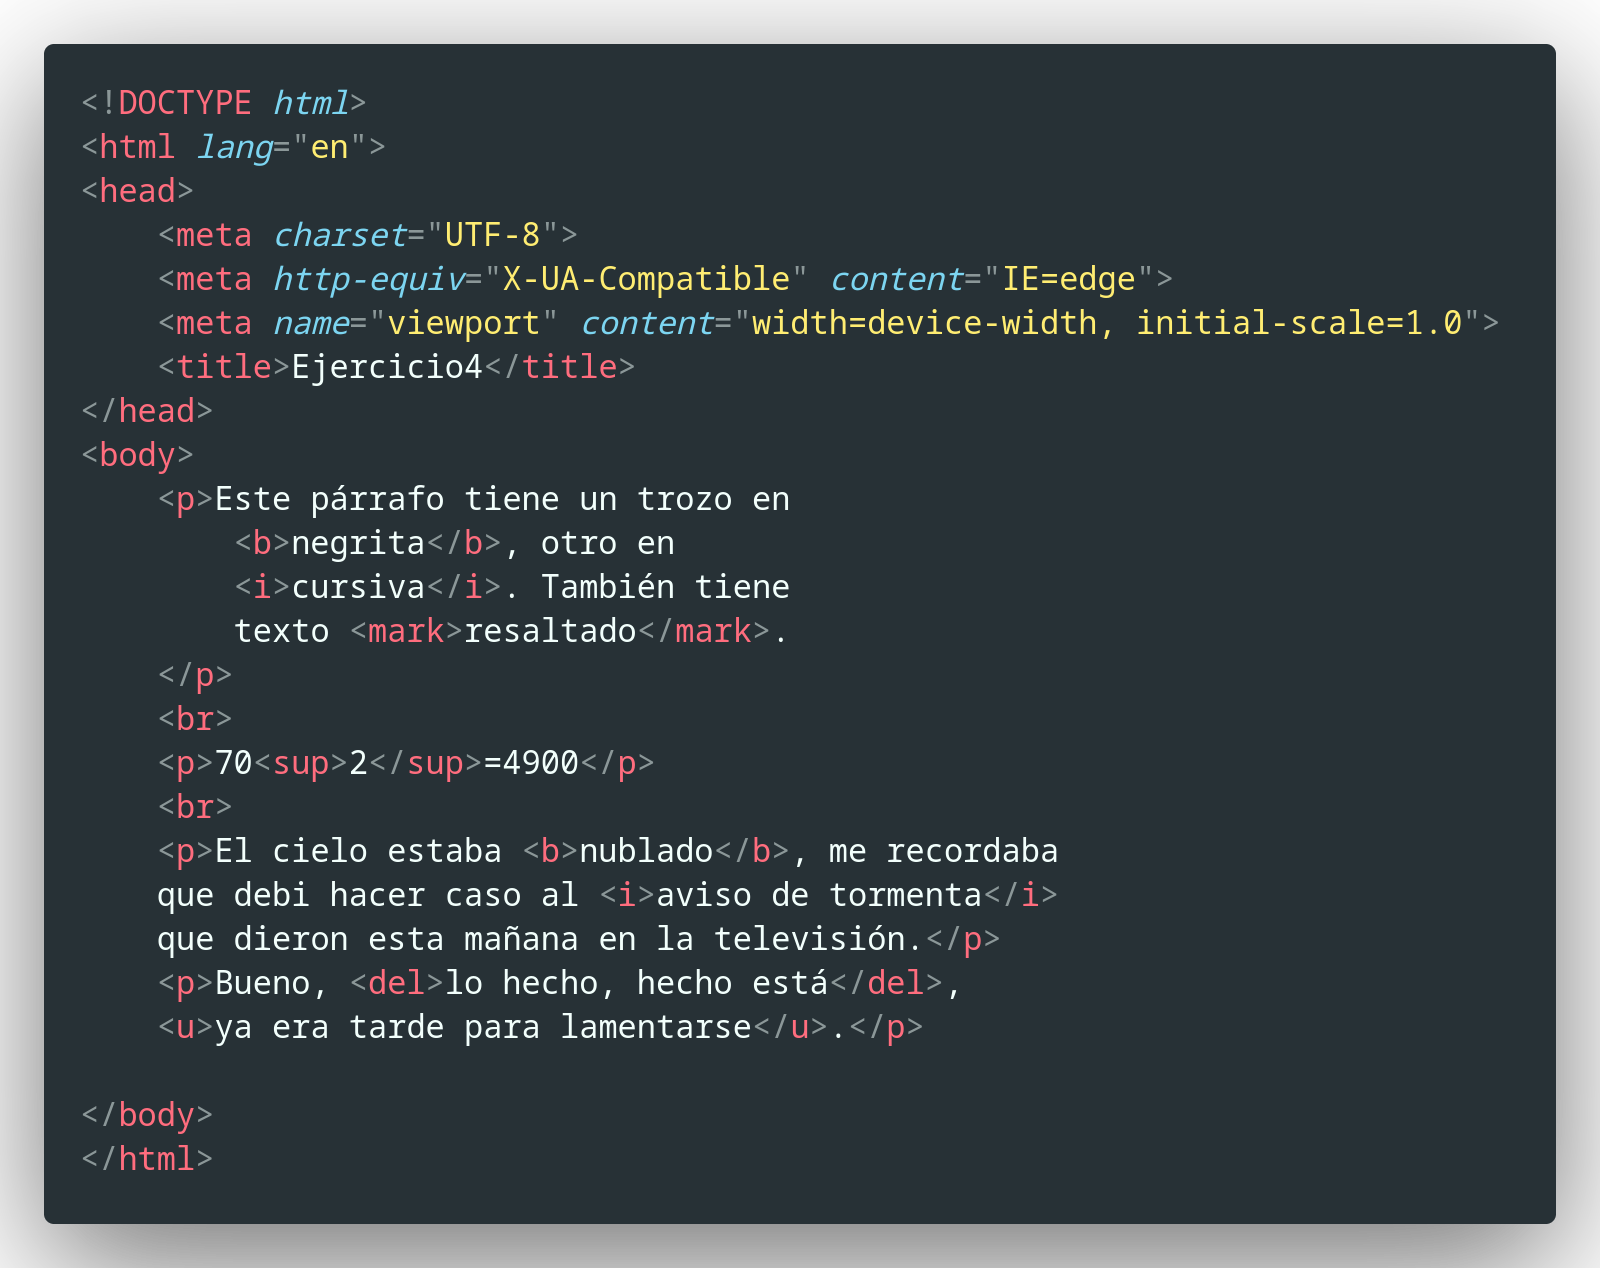 <!DOCTYPE html>
<html lang="en">
<head>
    <meta charset="UTF-8">
    <meta http-equiv="X-UA-Compatible" content="IE=edge">
    <meta name="viewport" content="width=device-width, initial-scale=1.0">
    <title>Ejercicio4</title>
</head>
<body>
    <p>Este párrafo tiene un trozo en
        <b>negrita</b>, otro en
        <i>cursiva</i>. También tiene
        texto <mark>resaltado</mark>.
    </p>
    <br>
    <p>70<sup>2</sup>=4900</p>
    <br>
    <p>El cielo estaba <b>nublado</b>, me recordaba
    que debi hacer caso al <i>aviso de tormenta</i>
    que dieron esta mañana en la televisión.</p>
    <p>Bueno, <del>lo hecho, hecho está</del>,
    <u>ya era tarde para lamentarse</u>.</p>

</body>
</html>